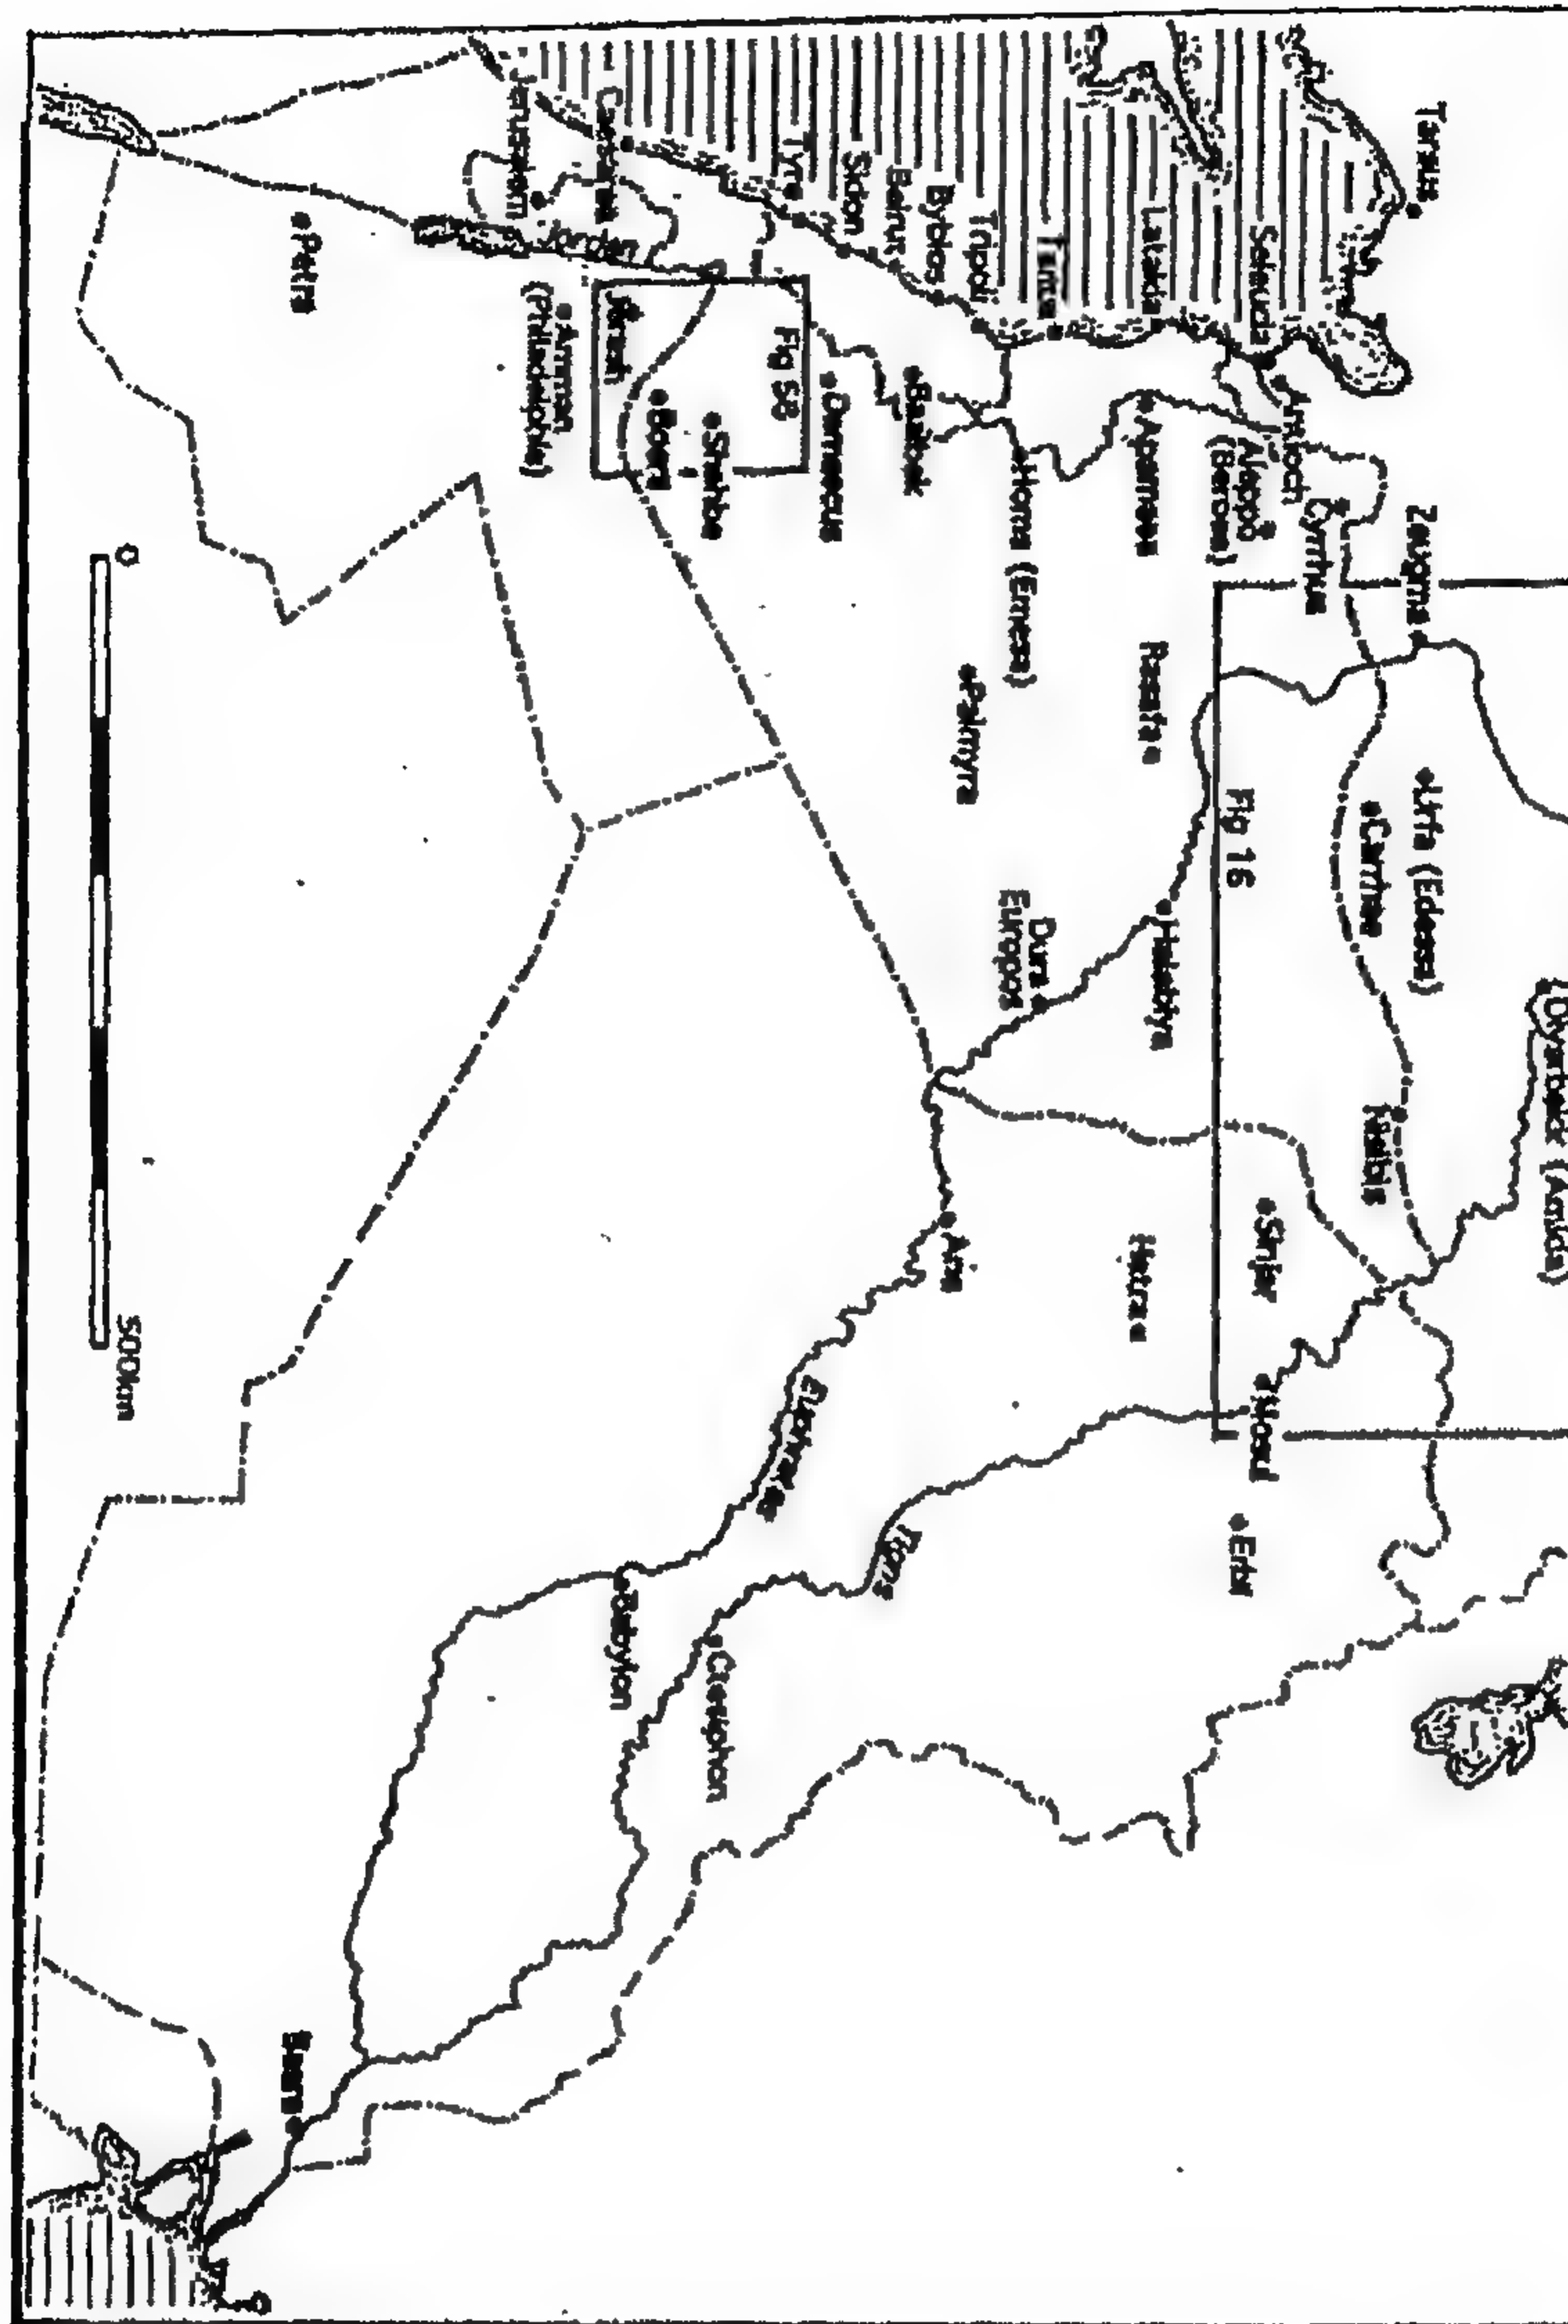 Tarsus
Zeugma
Urfa (Edessa)
Carrhae
Diyarbakir (Amida)
Nisibis
Cyrrhus
Antioch
Seleucia
Aleppo
(Beroea)
Fig 16
Sinjar
Mosul
Erbil
Latakia
Apamea
Resafa
Halabiya
Hatra
Tartus
Tripoli
Homs (Emesa)
Dura
Europos
Palmyra
Ana
Byblos
Beirut
Baalbek
Sidon
Damascus
Tigris
Tyre
Fig 58
Euphrates
Shahba
Ctesiphon
Bosra
Babylon
Caesarea
Jordan
Jerash
Amman
(Philadelphia)
Jerusalem
Petra
0
500km